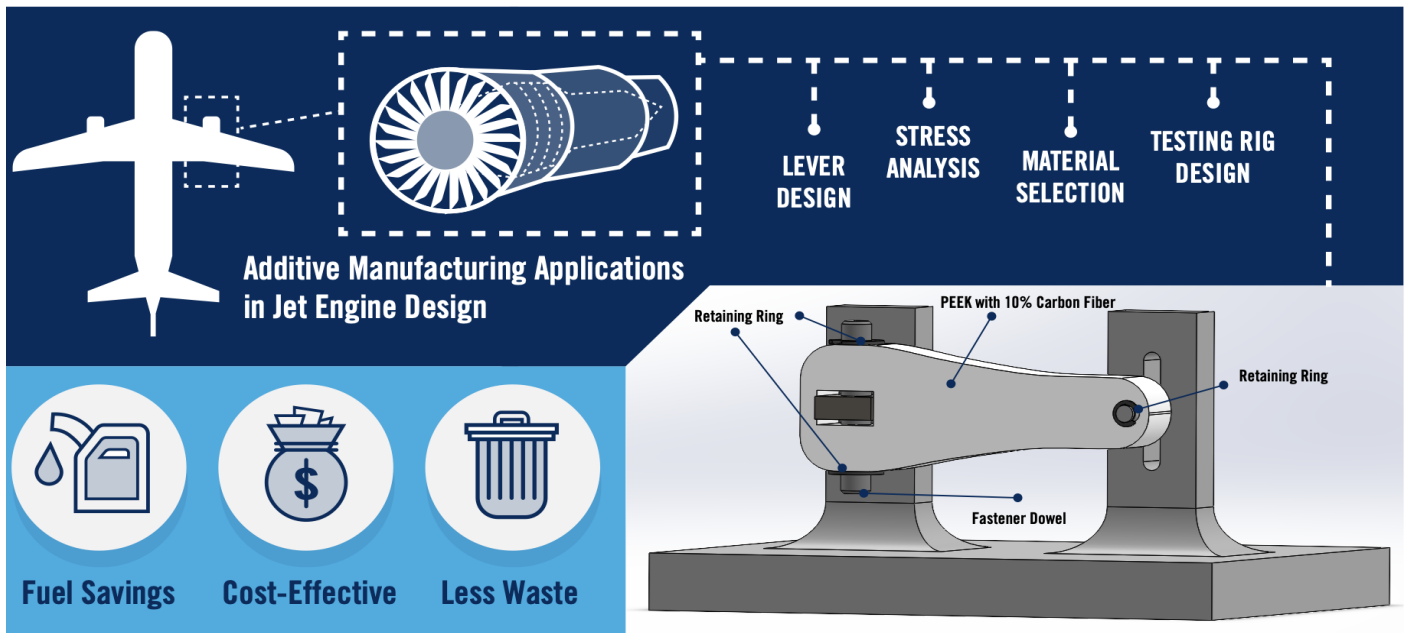 Additive Manufacturing Applications
in Jet Engine Design
LEVER
DESIGN
STRESS
ANALYSIS
MATERIAL
SELECTION
TESTING RIG
DESIGN
Fuel Savings
Cost-Effective
Less Waste
$
Retaining Ring
PEEK with 10% Carbon Fiber
Retaining Ring
Fastener Dowel